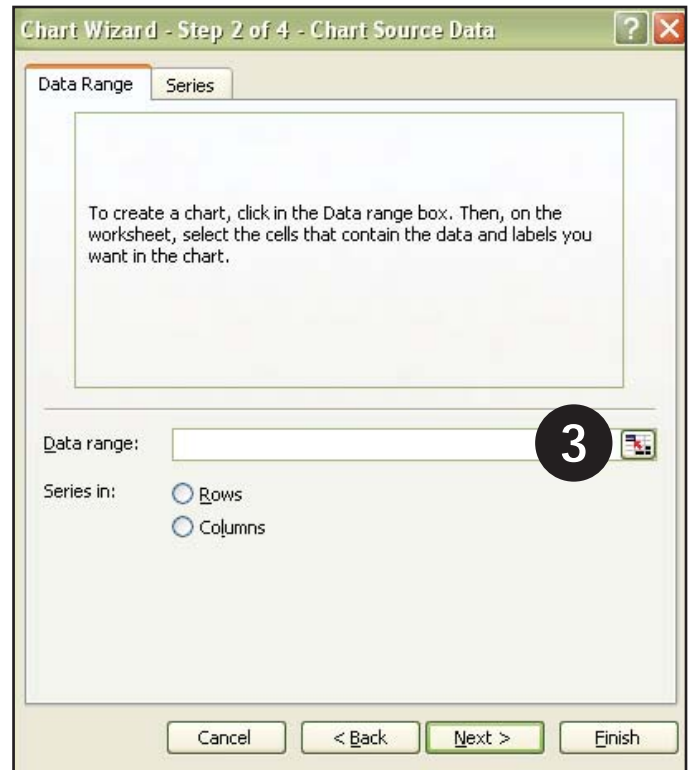 Chart Wizard - Step 2 of 4 - Chart Source Data
Data Range Series
To create a chart, click in the Data range box. Then, on the
worksheet, select the cells that contain the data and labels you
want in the chart.
Data range: 3
Series in: Rows
Columns
Cancel < Back Next > Finish